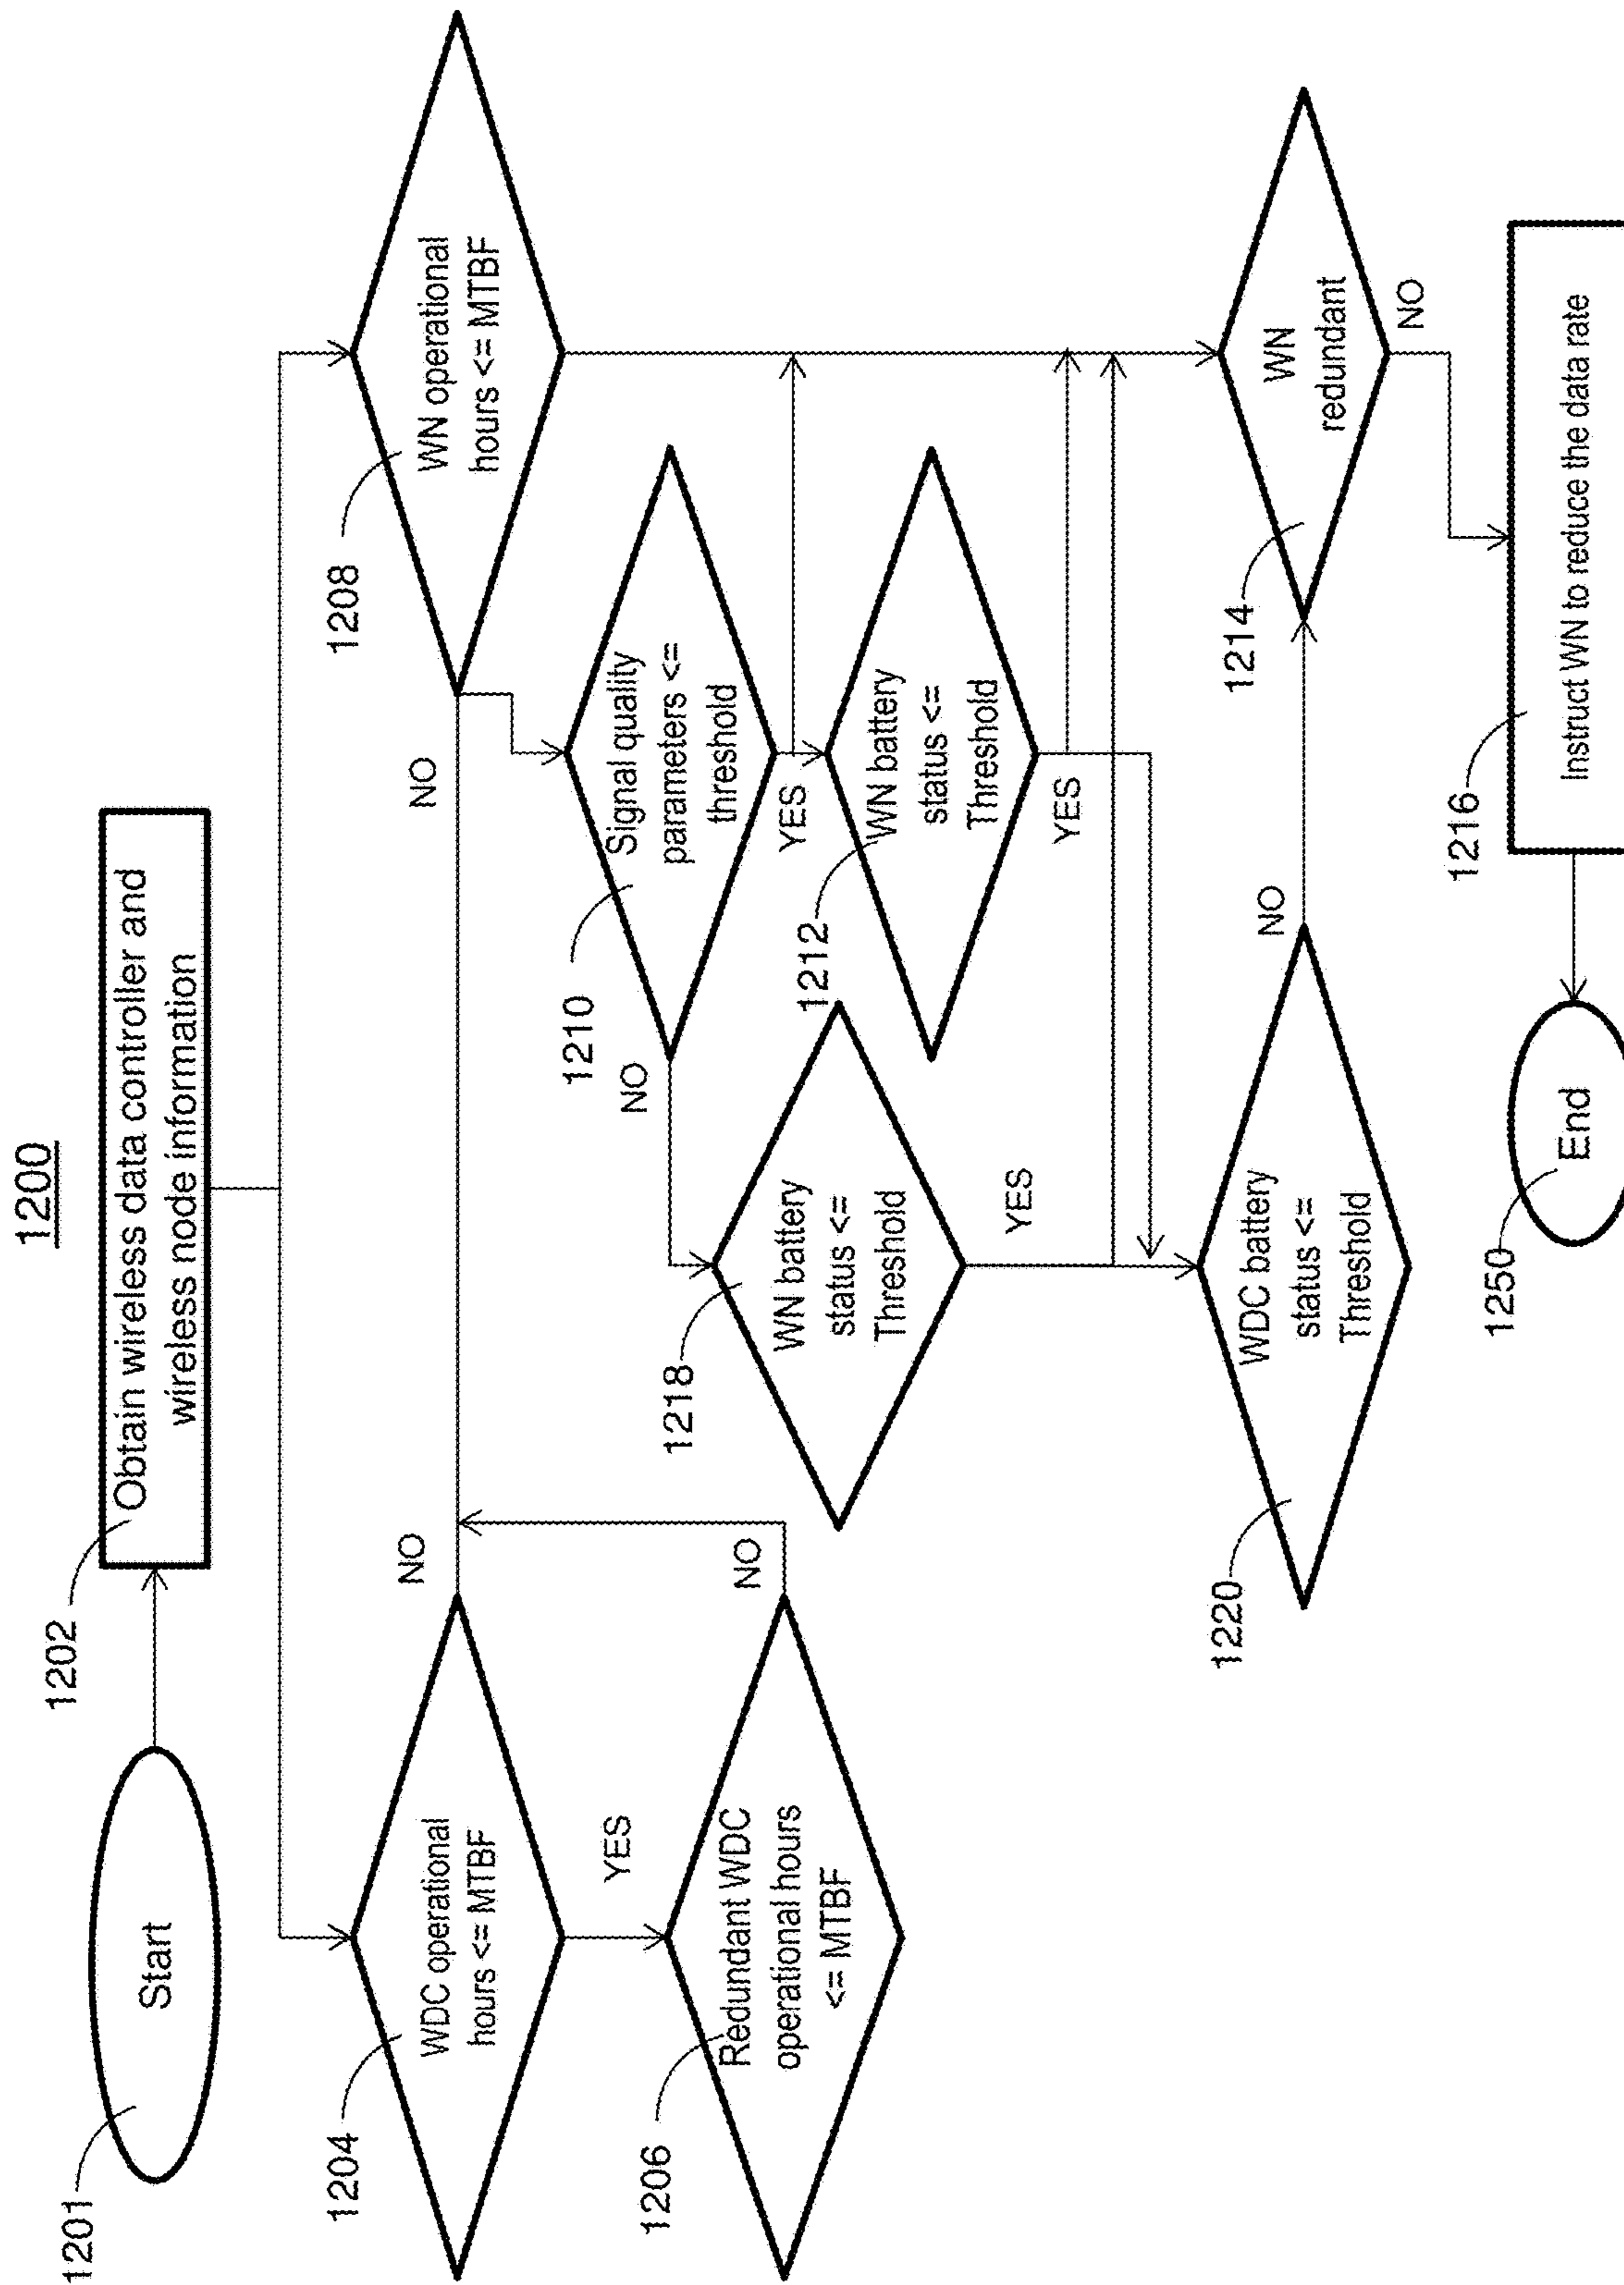 1200
1201
Start
1202
Obtain wireless data controller and
wireless node information
1204
WDC operational
hours <= MTBF
NO
YES
1206
Redundant WDC
operational hours
<= MTBF
NO
1208
WN operational
hours <= MTBF
NO
1210
Signal quality
parameters <=
threshold
NO
YES
1212
WN battery
status <=
Threshold
YES
1218
WN battery
status <=
Threshold
YES
1220
WDC battery
status <=
Threshold
NO
1214
WN
redundant
NO
1216
Instruct WN to reduce the data rate
1250
End